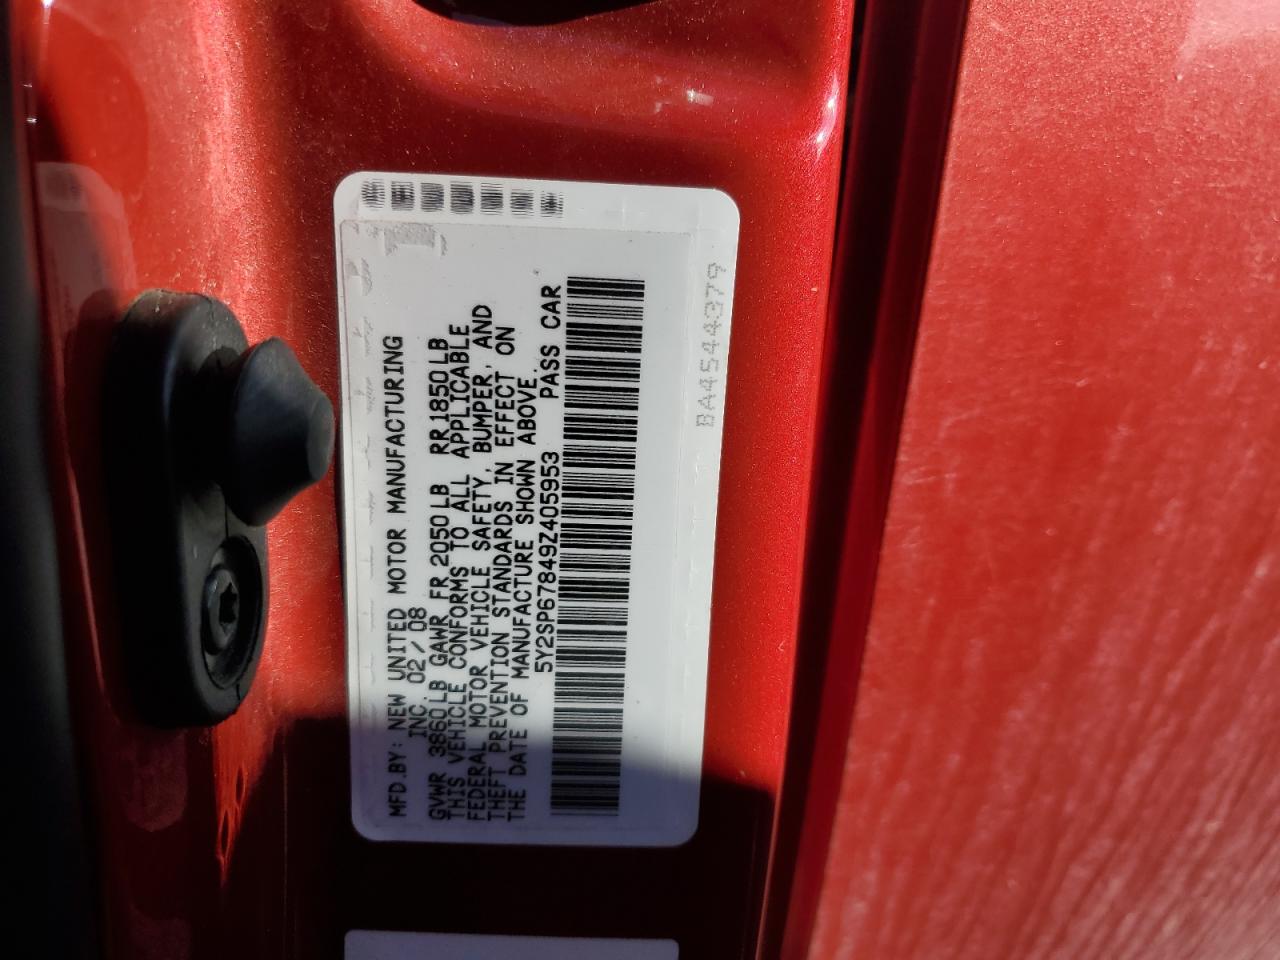 MFD.BY: NEW UNITED MOTOR MANUFACTURING
INC. 02/08
GVWR 3860LB GAWR FR 2050LB RR 1850LB
THIS VEHICLE CONFORMS TO ALL APPLICABLE
FEDERAL MOTOR VEHICLE SAFETY, BUMPER, AND
THEFT PREVENTION STANDARDS IN EFFECT ON
THE DATE OF MANUFACTURE SHOWN ABOVE.
5Y2SP67849Z405953 PASS CAR
BA4544379